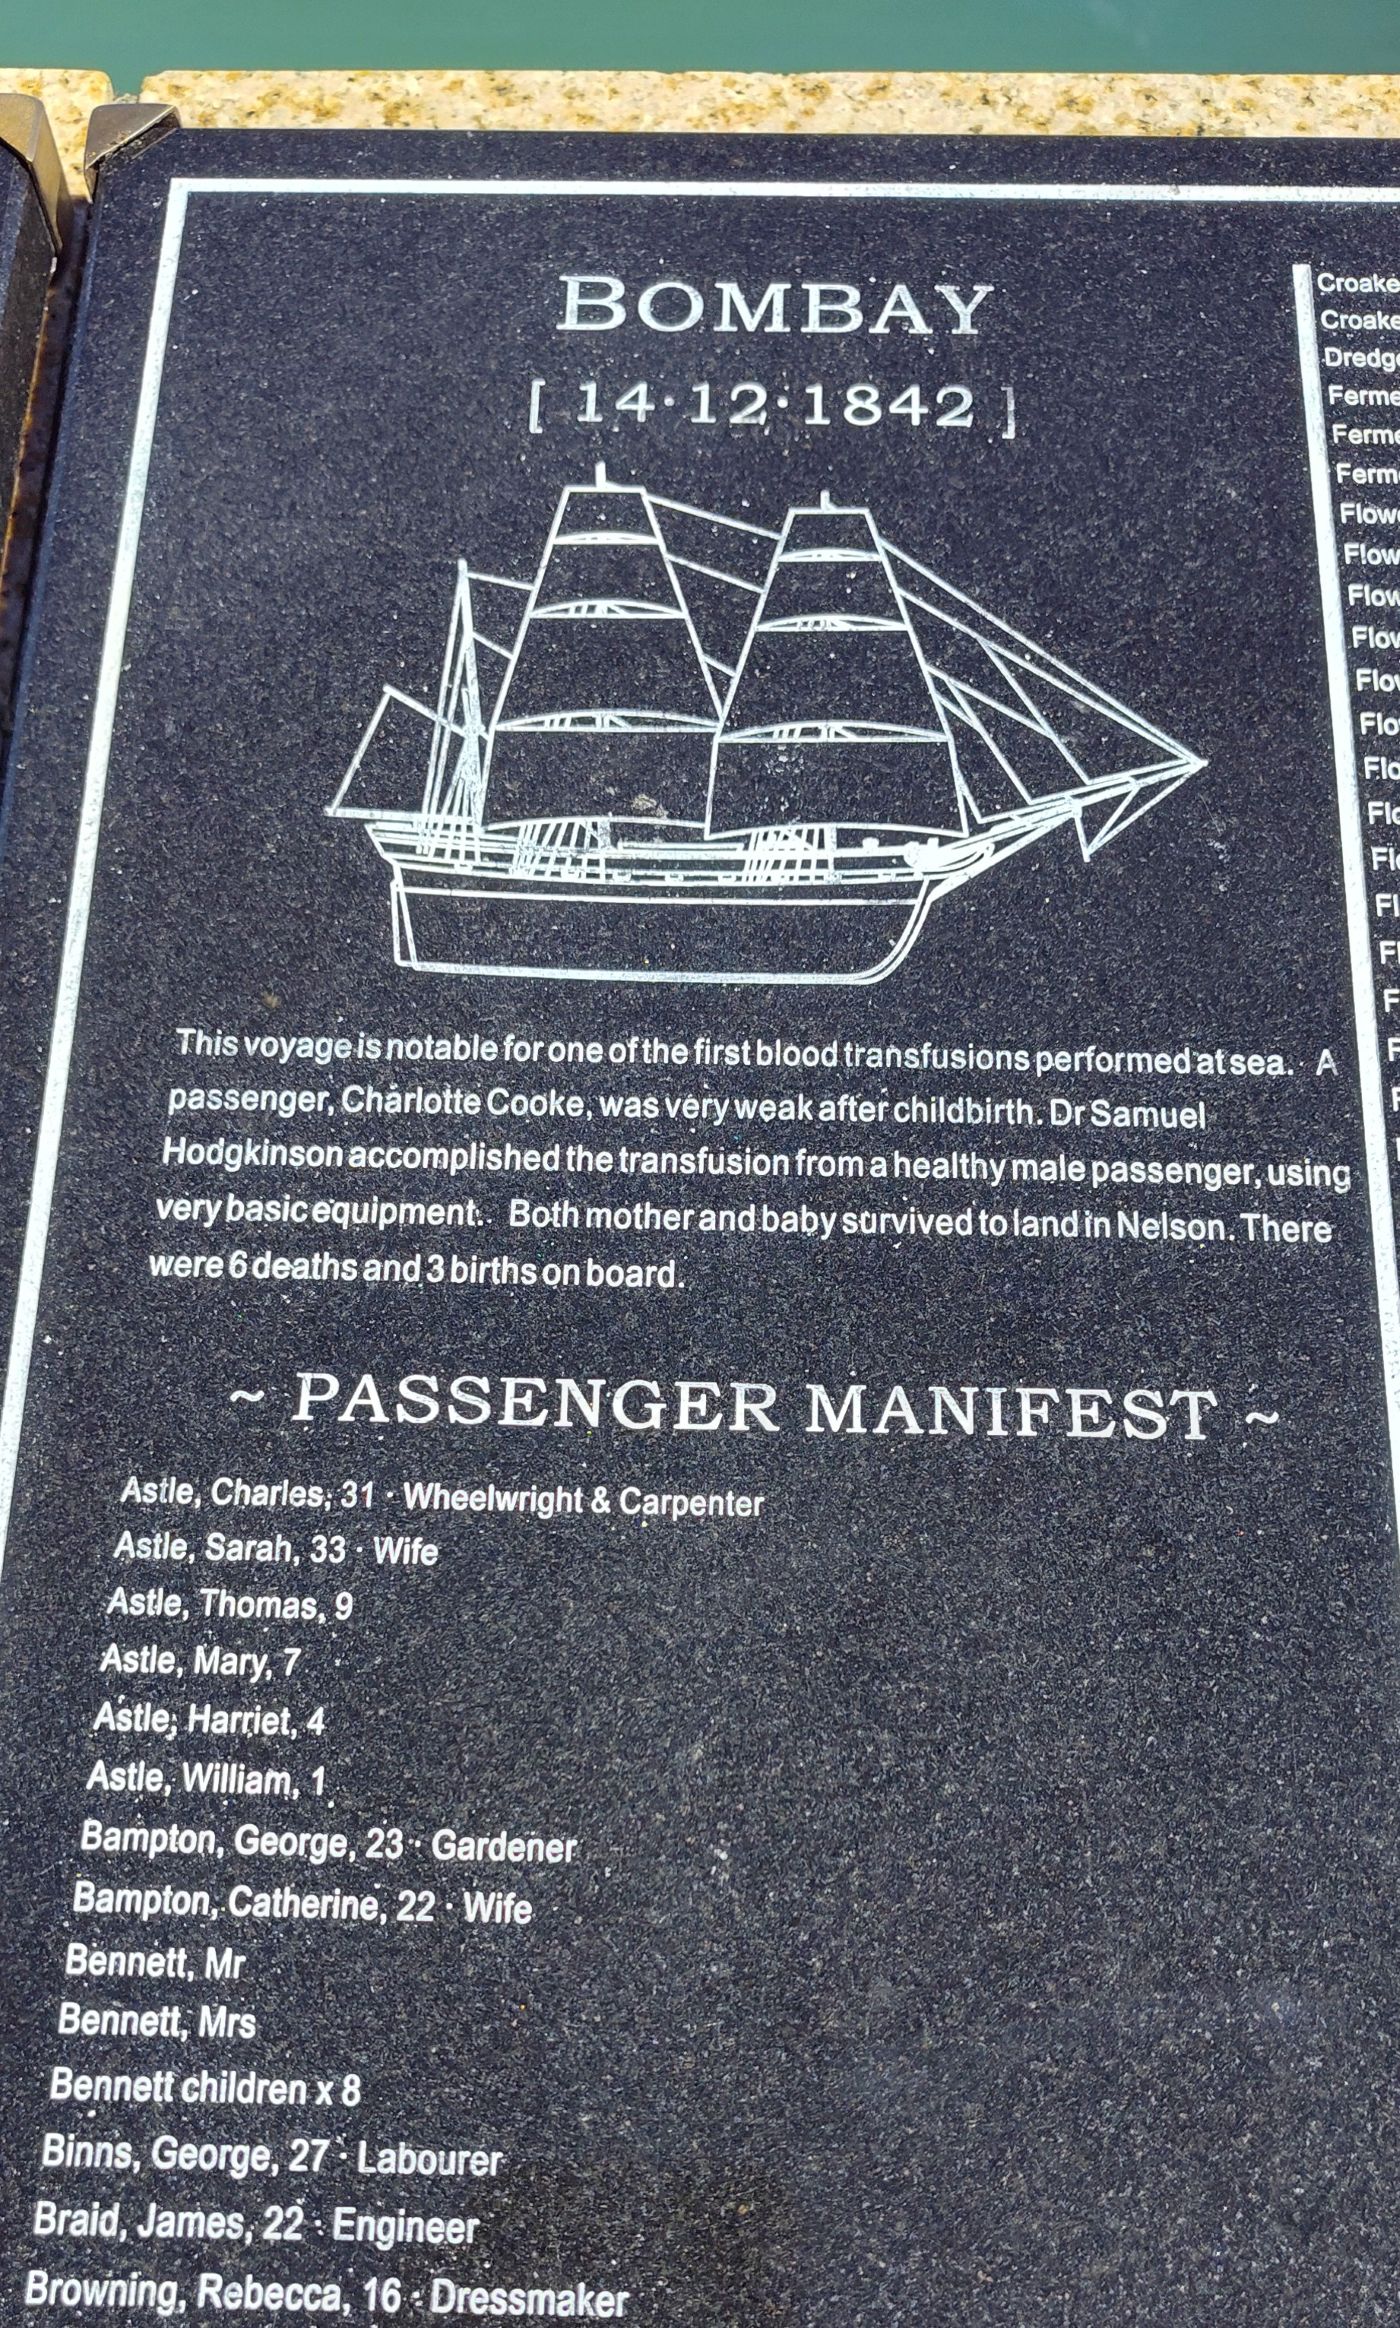 BOMBAY
[ 14·12·1842 ]
This voyage is notable for one of the first blood transfusions performed at sea. A
passenger, Charlotte Cooke, was very weak after childbirth. Dr Samuel
Hodgkinson accomplished the transfusion from a healthy male passenger, using
very basic equipment. Both mother and baby survived to land in Nelson. There
were 6 deaths and 3 births on board.
~ PASSENGER MANIFEST ~
Astle, Charles, 31 · Wheelwright & Carpenter
Astle, Sarah, 33 · Wife
Astle, Thomas, 9
Astle, Mary, 7
Astle, Harriet, 4
Astle, William, 1
Bampton, George, 23 · Gardener
Bampton, Catherine, 22 · Wife
Bennett, Mr
Bennett, Mrs
Bennett children x 8
Binns, George, 27 · Labourer
Braid, James, 22 · Engineer
Browning, Rebecca, 16 · Dressmaker